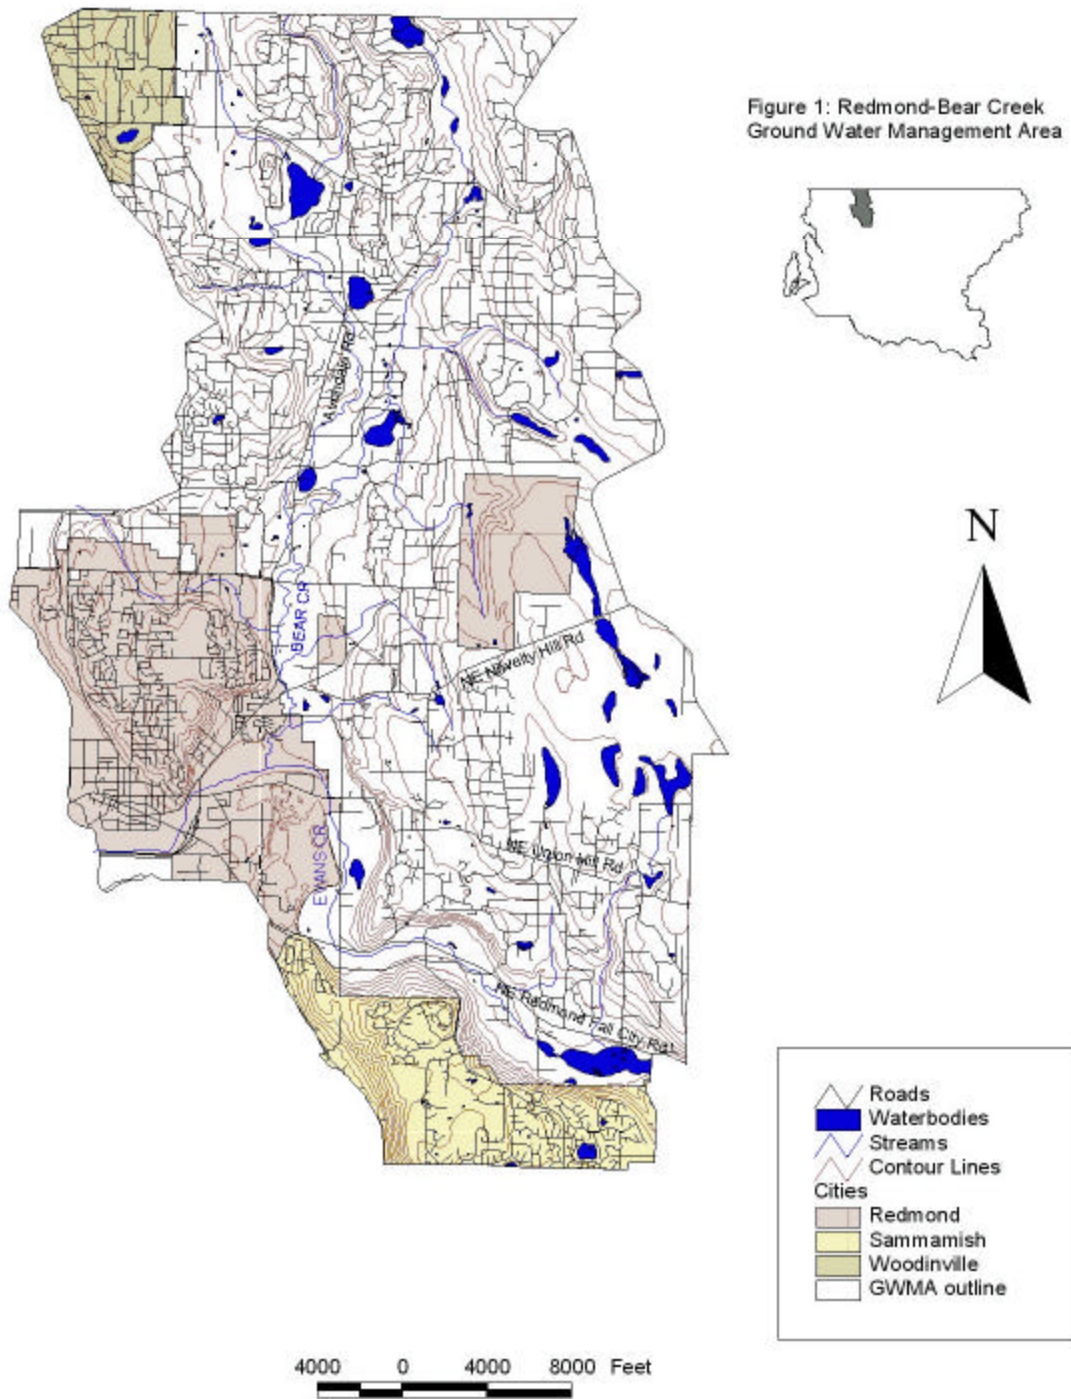 Figure 1: Redmond-Bear Creek
Ground Water Management Area
Avondale Rd
N
BEAR CR
NE Novelty Hill Rd
NE Union Hill Rd
EVANS CR
NE Redmond Fall City Rd
Roads
Waterbodies
Streams
Contour Lines
Cities
Redmond
Sammamish
Woodinville
GWMA outline
4000 0 4000 8000 Feet